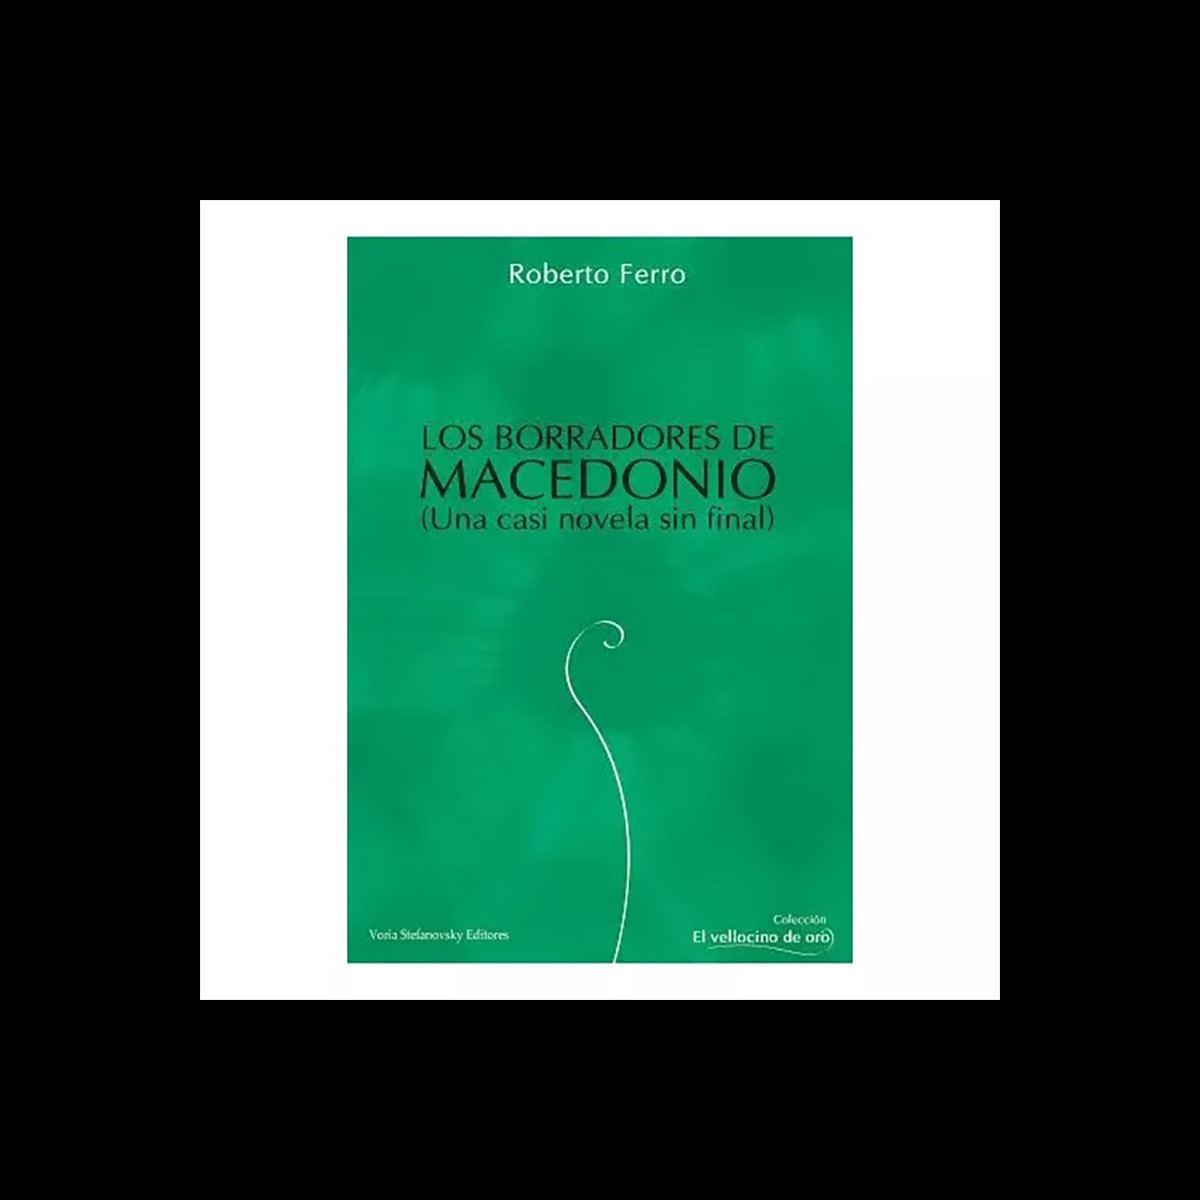 Roberto Ferro
LOS BORRADORES DE
MACEDONIO
(Una casi novela sin final)
Voria Stefanovsky Editores
Colección
El vellocino de oro